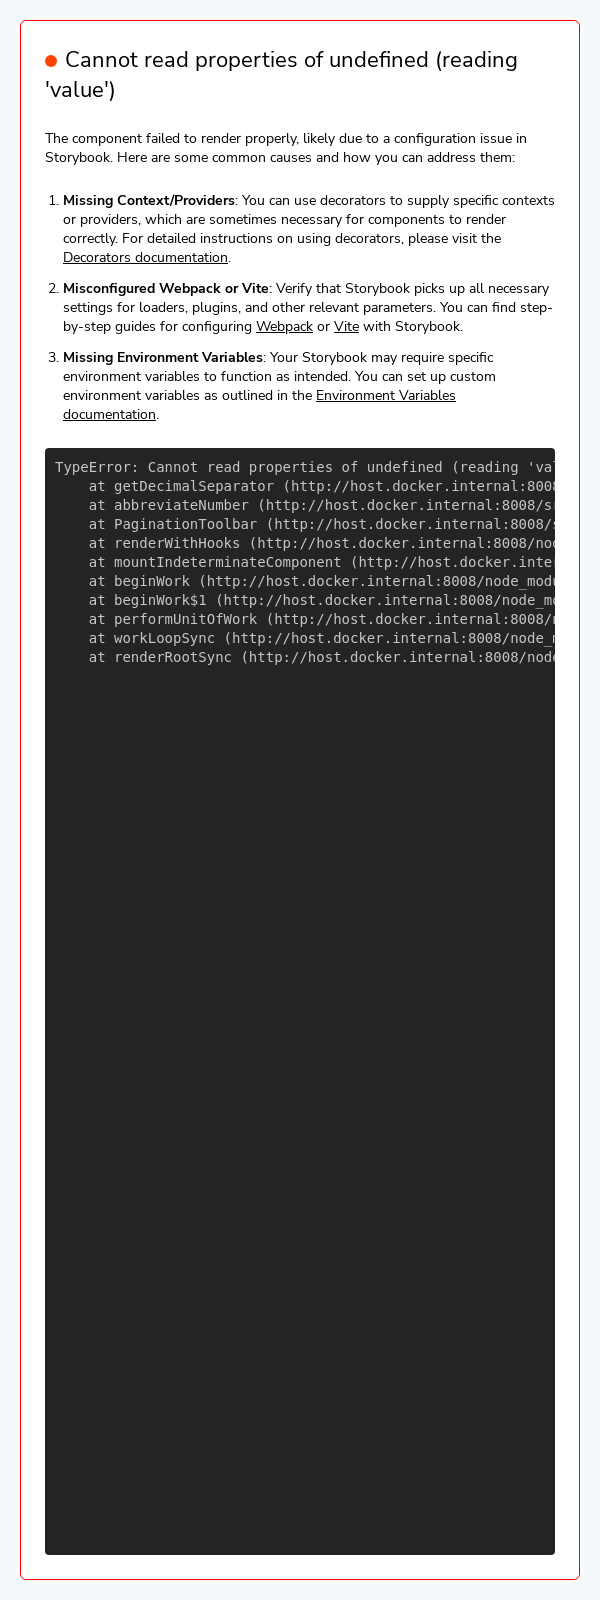 Cannot read properties of undefined (reading
'value')
The component failed to render properly, likely due to a configuration issue in
Storybook. Here are some common causes and how you can address them:
1. Missing Context/Providers: You can use decorators to supply specific contexts
or providers, which are sometimes necessary for components to render
correctly. For detailed instructions on using decorators, please visit the
Decorators documentation.
2. Misconfigured Webpack or Vite: Verify that Storybook picks up all necessary
settings for loaders, plugins, and other relevant parameters. You can find step-
by-step guides for configuring Webpack or Vite with Storybook.
3. Missing Environment Variables: Your Storybook may require specific
environment variables to function as intended. You can set up custom
environment variables as outlined in the Environment Variables
documentation.
TypeError: Cannot read properties of undefined (reading 'val
at getDecimalSeparator (http://host.docker.internal:8008
at abbreviateNumber (http://host.docker.internal:8008/sr
at PaginationToolbar (http://host.docker.internal:8008/s
at renderWithHooks (http://host.docker.internal:8008/nod
at mountIndeterminateComponent (http://host.docker.inter
at beginWork (http://host.docker.internal:8008/node_modu
at beginWork$1 (http://host.docker.internal:8008/node_mo
at performUnitOfWork (http://host.docker.internal:8008/n
at workLoopSync (http://host.docker.internal:8008/node_m
at renderRootSync (http://host.docker.internal:8008/node